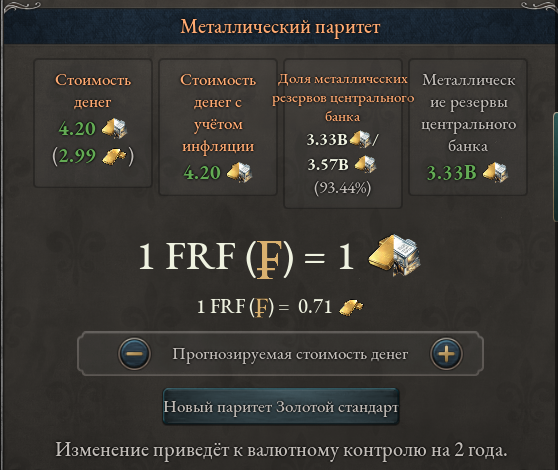 Металлический паритет
Стоимость
денег
4.20
(2.99)
Стоимость
денег с
учётом
инфляции
4.20
Доля металлических
резервов центрального
банка
3.33B /
3.57B
(93.44%)
Металлическ
ие резервы
центрального
банка
3.33B
1 FRF (₣) = 1
1 FRF (₣) = 0.71
Прогнозируемая стоимость денег
Новый паритет Золотой стандарт
Изменение приведёт к валютному контролю на 2 года.